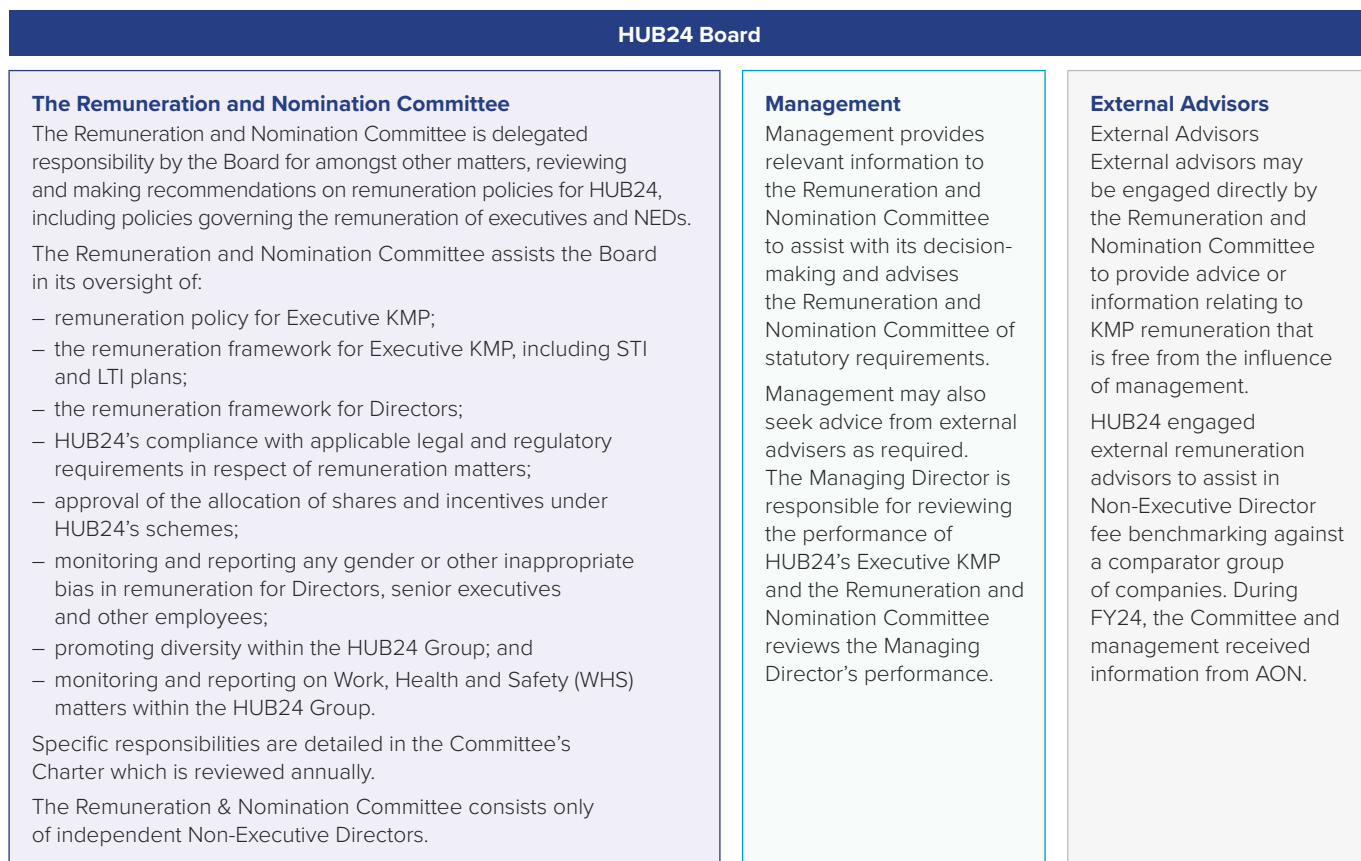 HUB24 Board
The Remuneration and Nomination Committee
The Remuneration and Nomination Committee is delegated
responsibility by the Board for amongst other matters, reviewing
and making recommendations on remuneration policies for HUB24,
including policies governing the remuneration of executives and NEDs.
The Remuneration and Nomination Committee assists the Board
in its oversight of:
– remuneration policy for Executive KMP;
– the remuneration framework for Executive KMP, including STI
and LTI plans;
– the remuneration framework for Directors;
– HUB24's compliance with applicable legal and regulatory
requirements in respect of remuneration matters;
– approval of the allocation of shares and incentives under
HUB24's schemes;
– monitoring and reporting any gender or other inappropriate
bias in remuneration for Directors, senior executives
and other employees;
– promoting diversity within the HUB24 Group; and
– monitoring and reporting on Work, Health and Safety (WHS)
matters within the HUB24 Group.
Specific responsibilities are detailed in the Committee's
Charter which is reviewed annually.
The Remuneration & Nomination Committee consists only
of independent Non-Executive Directors.
Management
Management provides
relevant information to
the Remuneration and
Nomination Committee
to assist with its decision-
making and advises
the Remuneration and
Nomination Committee of
statutory requirements.
Management may also
seek advice from external
advisers as required.
The Managing Director is
responsible for reviewing
the performance of
HUB24's Executive KMP
and the Remuneration and
Nomination Committee
reviews the Managing
Director's performance.
External Advisors
External Advisors
External advisors may
be engaged directly by
the Remuneration and
Nomination Committee
to provide advice or
information relating to
KMP remuneration that
is free from the influence
of management.
HUB24 engaged
external remuneration
advisors to assist in
Non-Executive Director
fee benchmarking against
a comparator group
of companies. During
FY24, the Committee and
management received
information from AON.